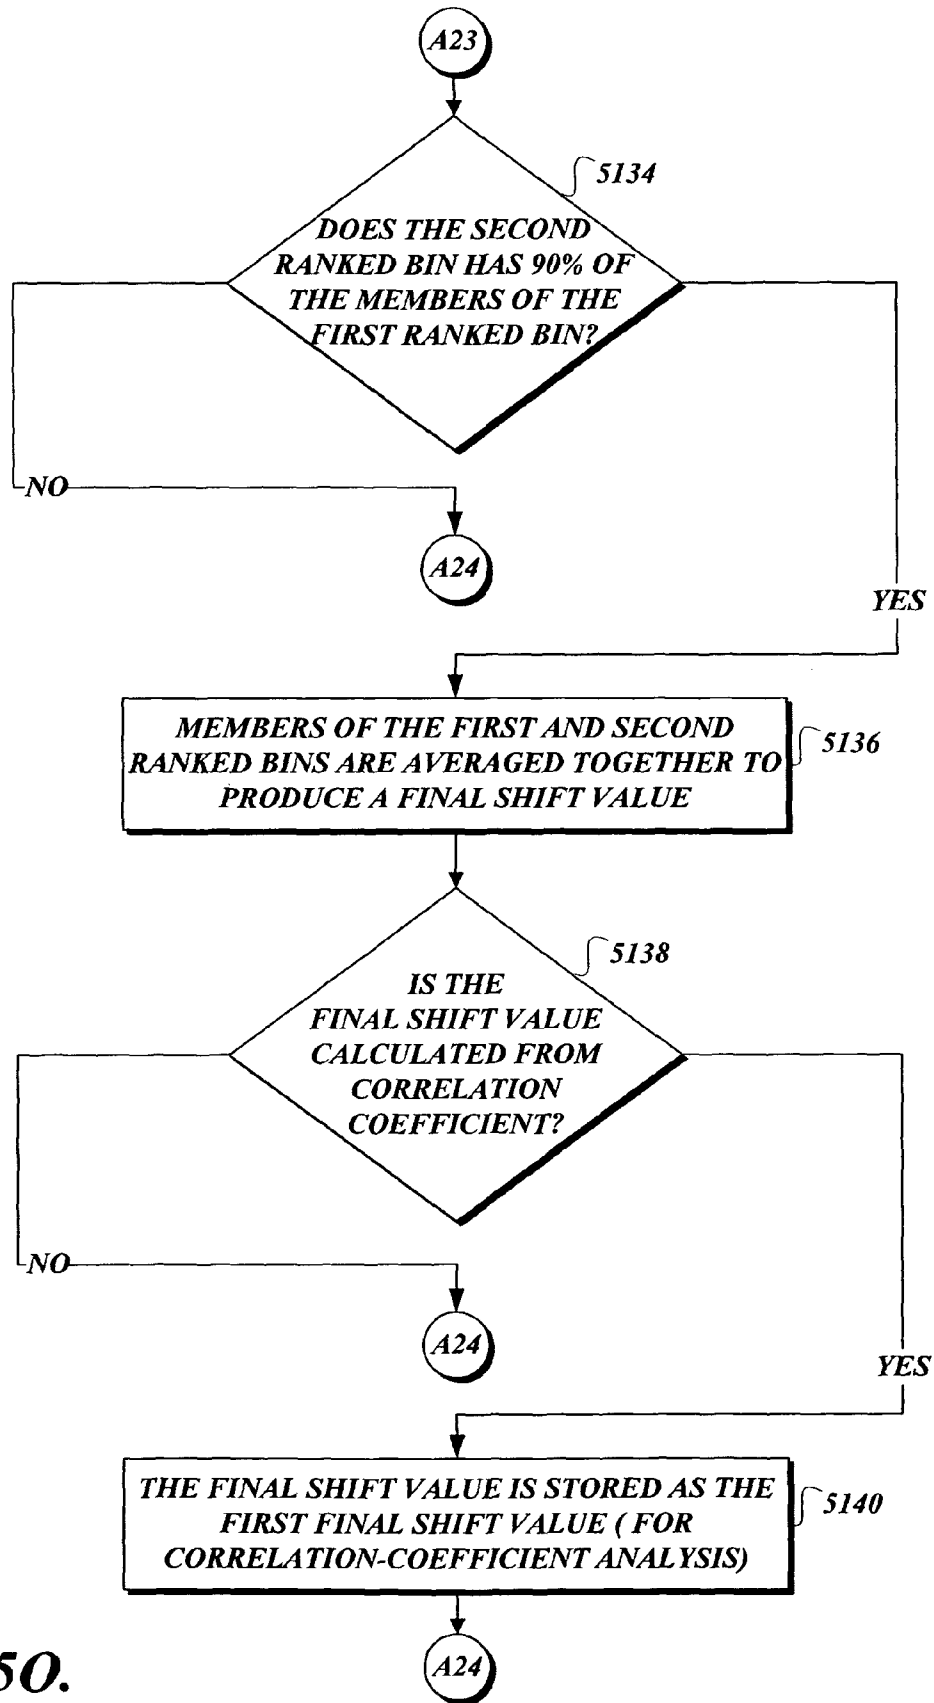 A23
5134
DOES THE SECOND
RANKED BIN HAS 90% OF
THE MEMBERS OF THE
FIRST RANKED BIN?
NO
A24
YES
MEMBERS OF THE FIRST AND SECOND
RANKED BINS ARE AVERAGED TOGETHER TO
PRODUCE A FINAL SHIFT VALUE
5136
5138
IS THE
FINAL SHIFT VALUE
CALCULATED FROM
CORRELATION
COEFFICIENT?
NO
A24
YES
THE FINAL SHIFT VALUE IS STORED AS THE
FIRST FINAL SHIFT VALUE ( FOR
CORRELATION-COEFFICIENT ANALYSIS)
5140
A24
5O.